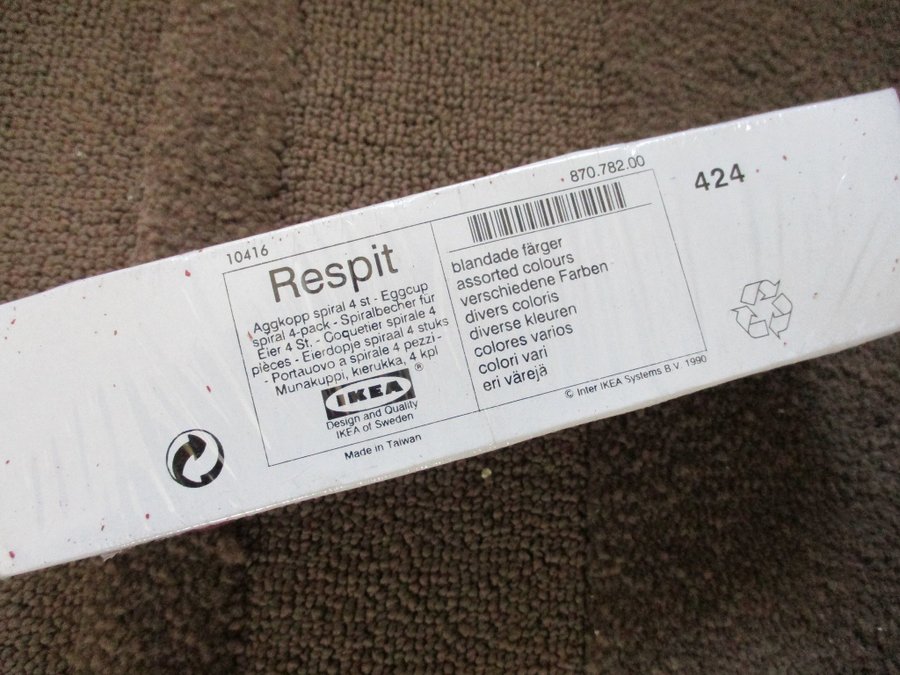 10416
870.782.00
424
Respit
Aggkopp spiral 4 st - Eggcup
spiral 4-pack - Spiralbecher für
Eier 4 St. - Coquetier spirale 4
pièces - Eierdopje spiraal 4 stuks
- Portauovo a spirale 4 pezzi -
Munakuppi, kierukka, 4 kpl
IKEA ®
Design and Quality
IKEA of Sweden
Made in Taiwan
blandade färger
assorted colours
verschiedene Farben
divers coloris
diverse kleuren
colores varios
colori vari
eri värejä
© Inter IKEA Systems B.V. 1990